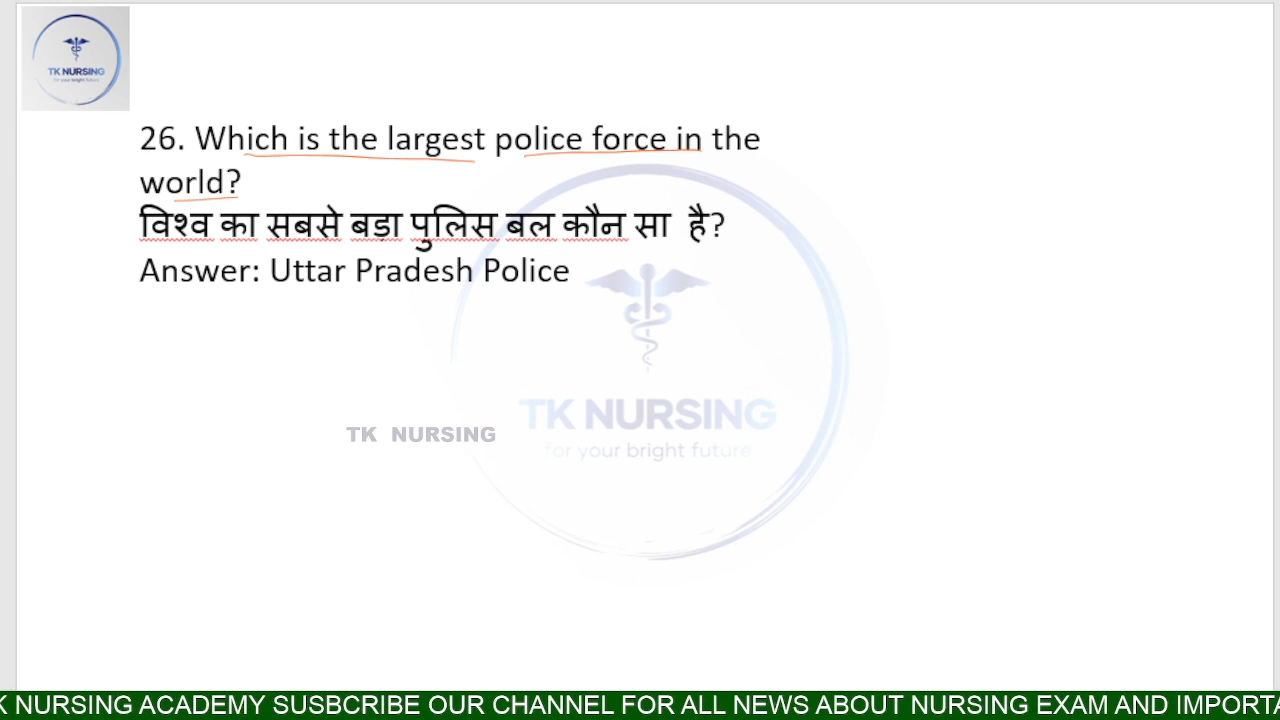 TK NURSING
for your bright future
26. Which is the largest police force in the
world?
विश्व का सबसे बड़ा पुलिस बल कौन सा है?
Answer: Uttar Pradesh Police
TK NURSING
for your bright future
TK NURSING
K NURSING ACADEMY SUSBCRIBE OUR CHANNEL FOR ALL NEWS ABOUT NURSING EXAM AND IMPORTA